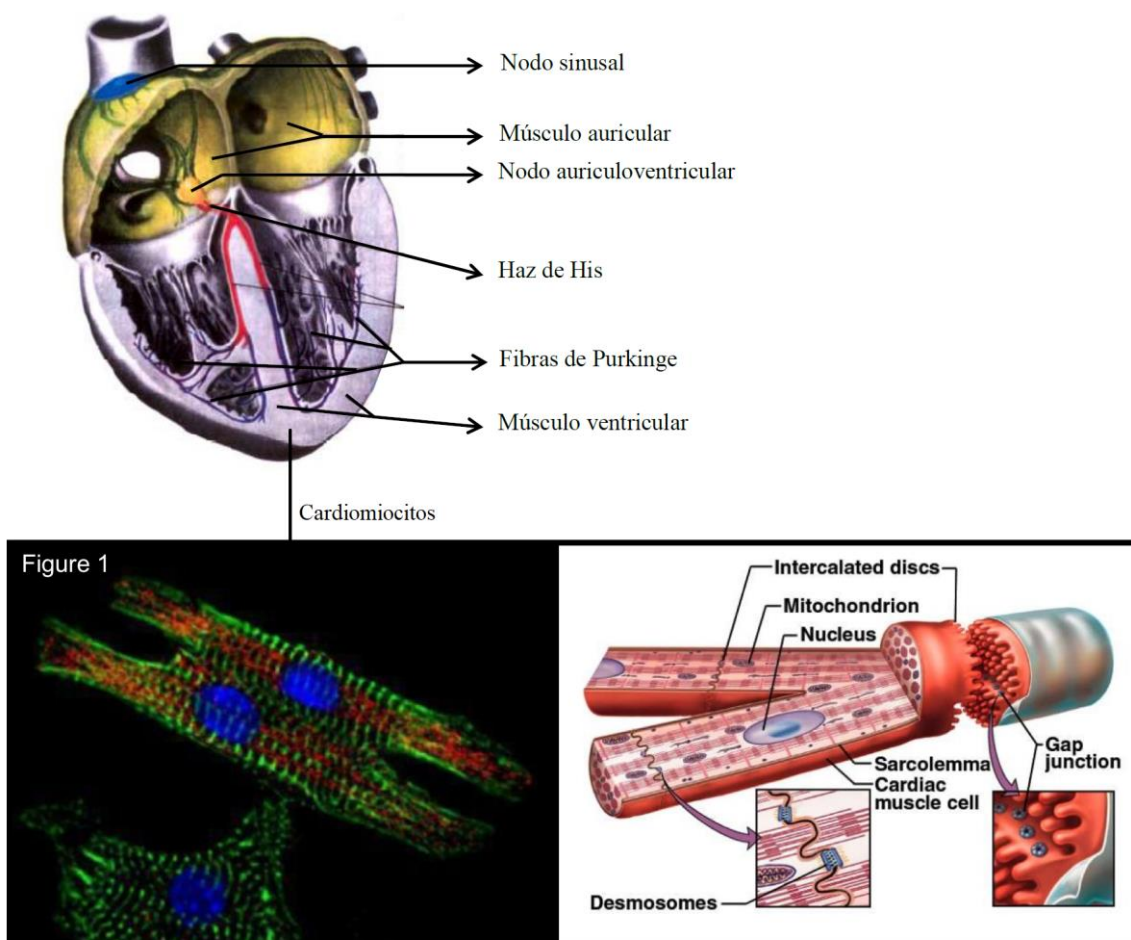 Nodo sinusal
Músculo auricular
Nodo auriculoventricular
Haz de His
Fibras de Purkinge
Músculo ventricular
Cardiomiocitos
Figure 1
Intercalated discs
Mitochondrion
Nucleus
Gap
junction
Sarcolemma
Cardiac
muscle cell
Desmosomes